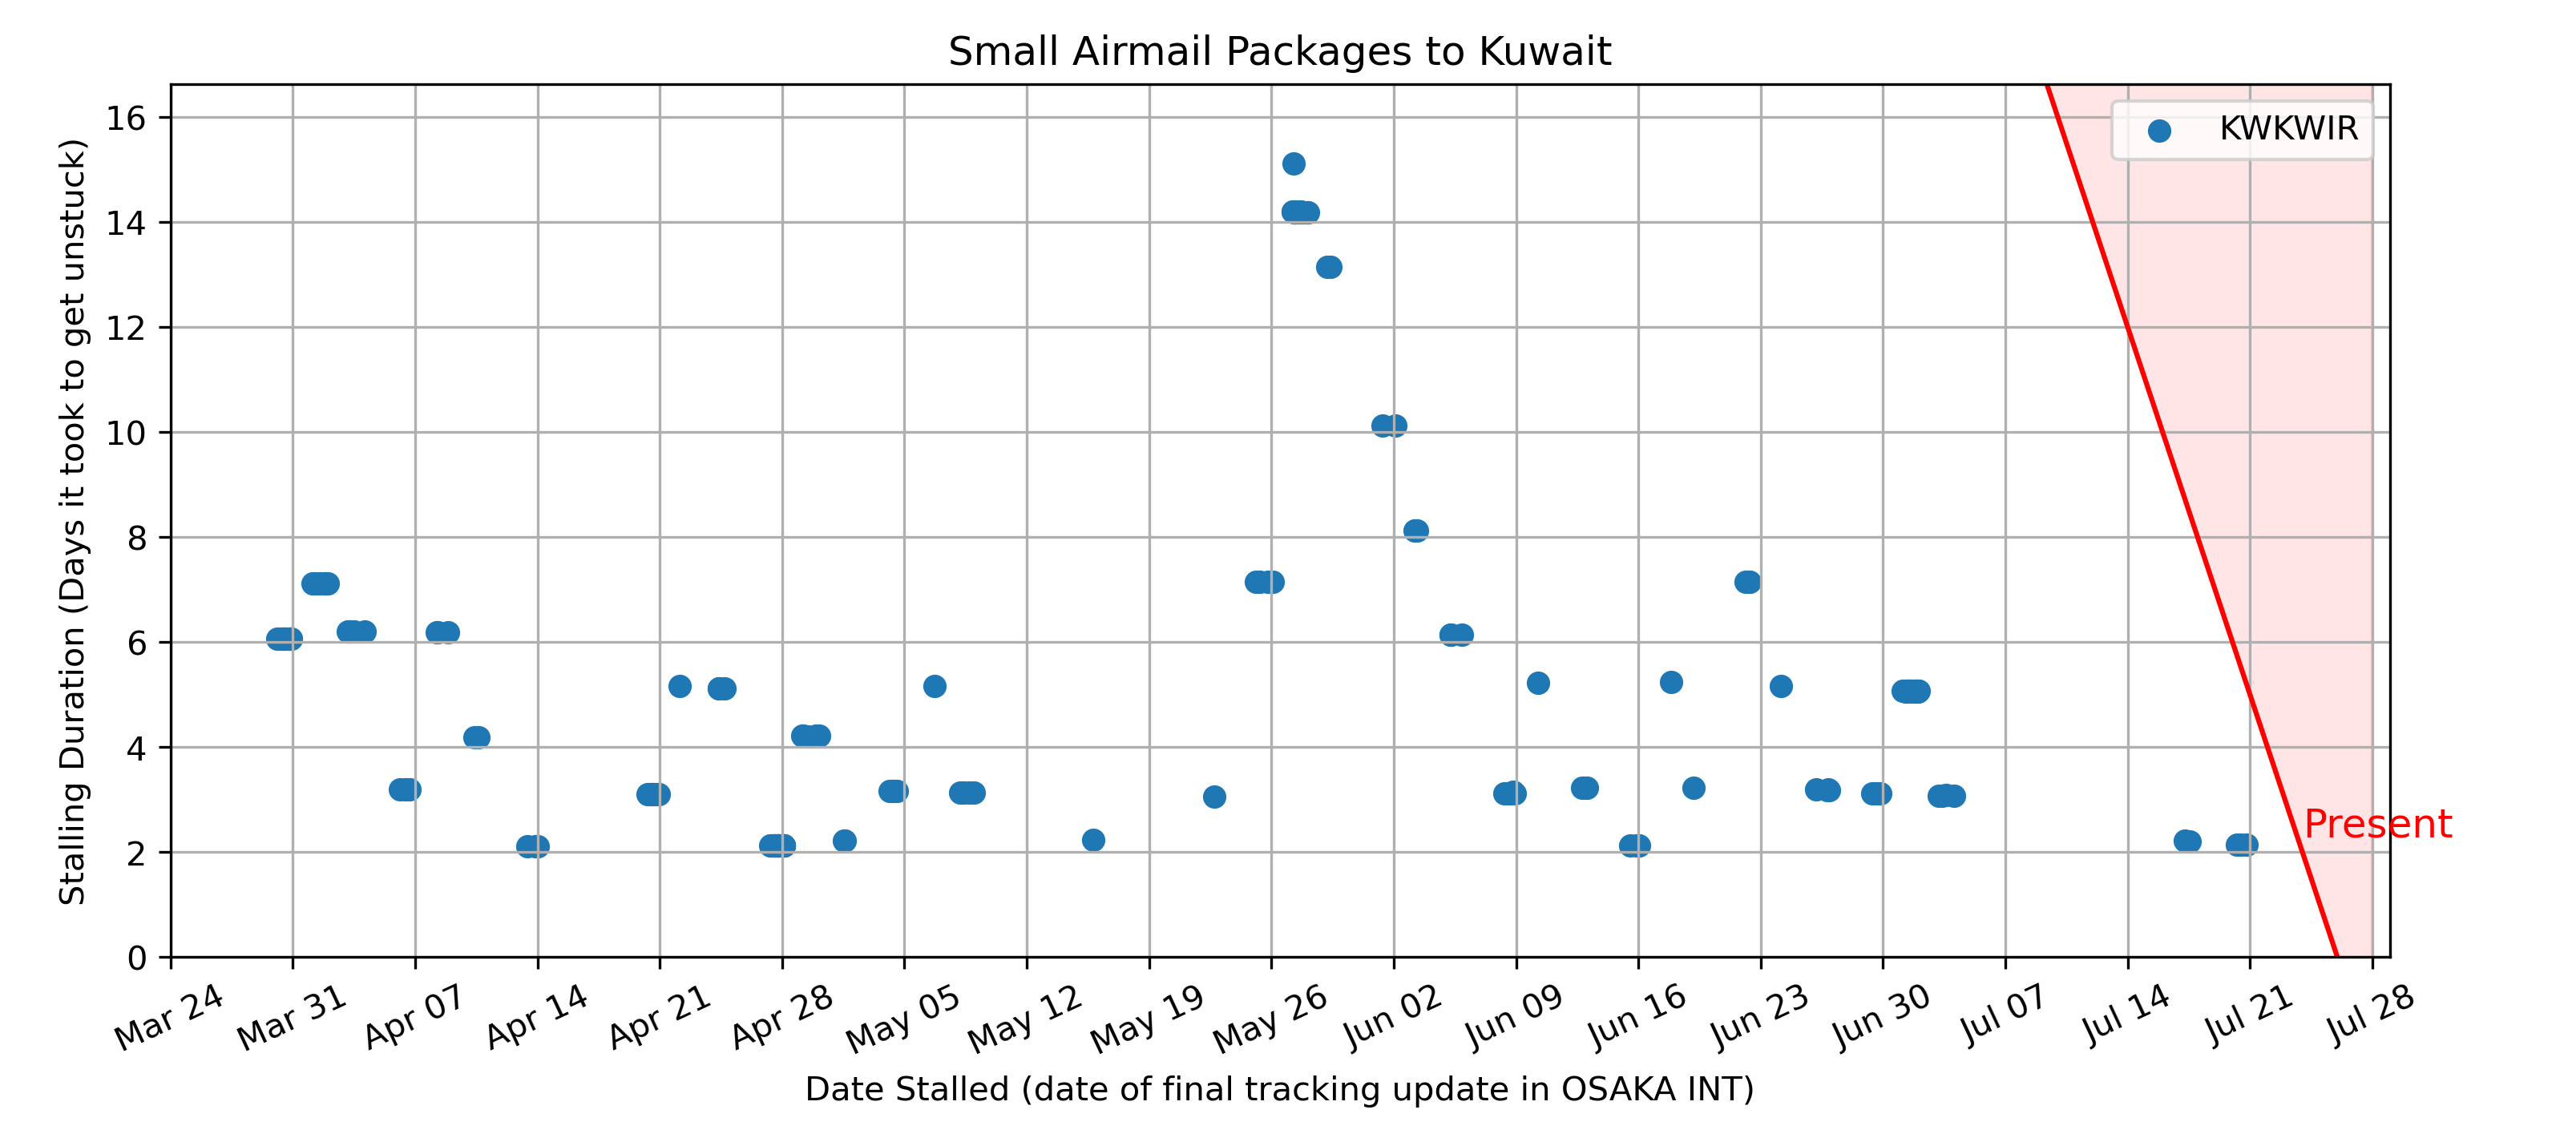 Small Airmail Packages to Kuwait
KWKWIR
Stalling Duration (Days it took to get unstuck)
16
14
12
10
8
6
4
2
0
Present
Mar 24 Mar 31 Apr 07 Apr 14 Apr 21 Apr 28 May 05 May 12 May 19 May 26 Jun 02 Jun 09 Jun 16 Jun 23 Jun 30 Jul 07 Jul 14 Jul 21 Jul 28
Date Stalled (date of final tracking update in OSAKA INT)